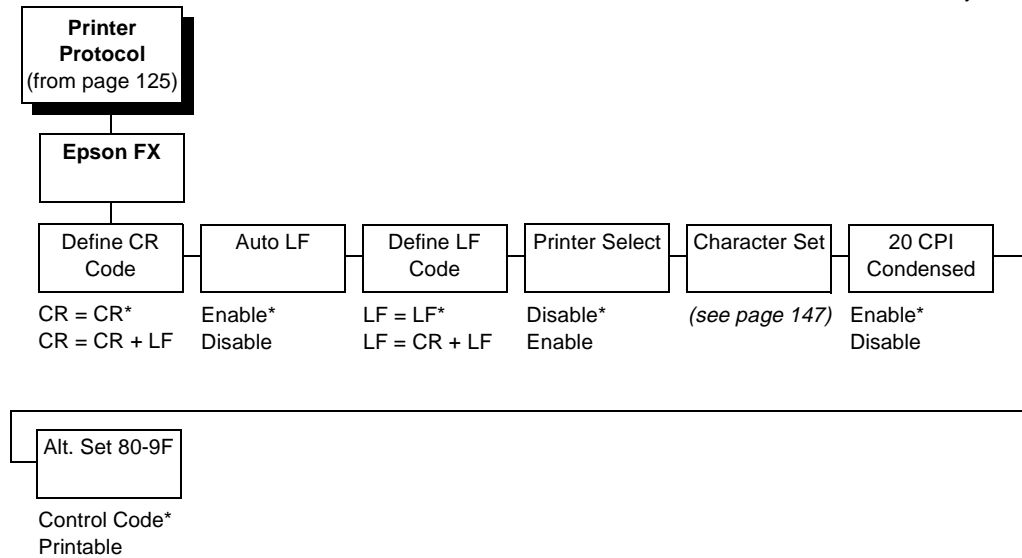 Printer
Protocol
(from page 125)
Epson FX
Define CR
Code
Auto LF
Define LF
Code
Printer Select
Character Set
20 CPI
Condensed
CR = CR*
CR = CR + LF
Enable*
Disable
LF = LF*
LF = CR + LF
Disable*
Enable
(see page 147)
Enable*
Disable
Alt. Set 80-9F
Control Code*
Printable